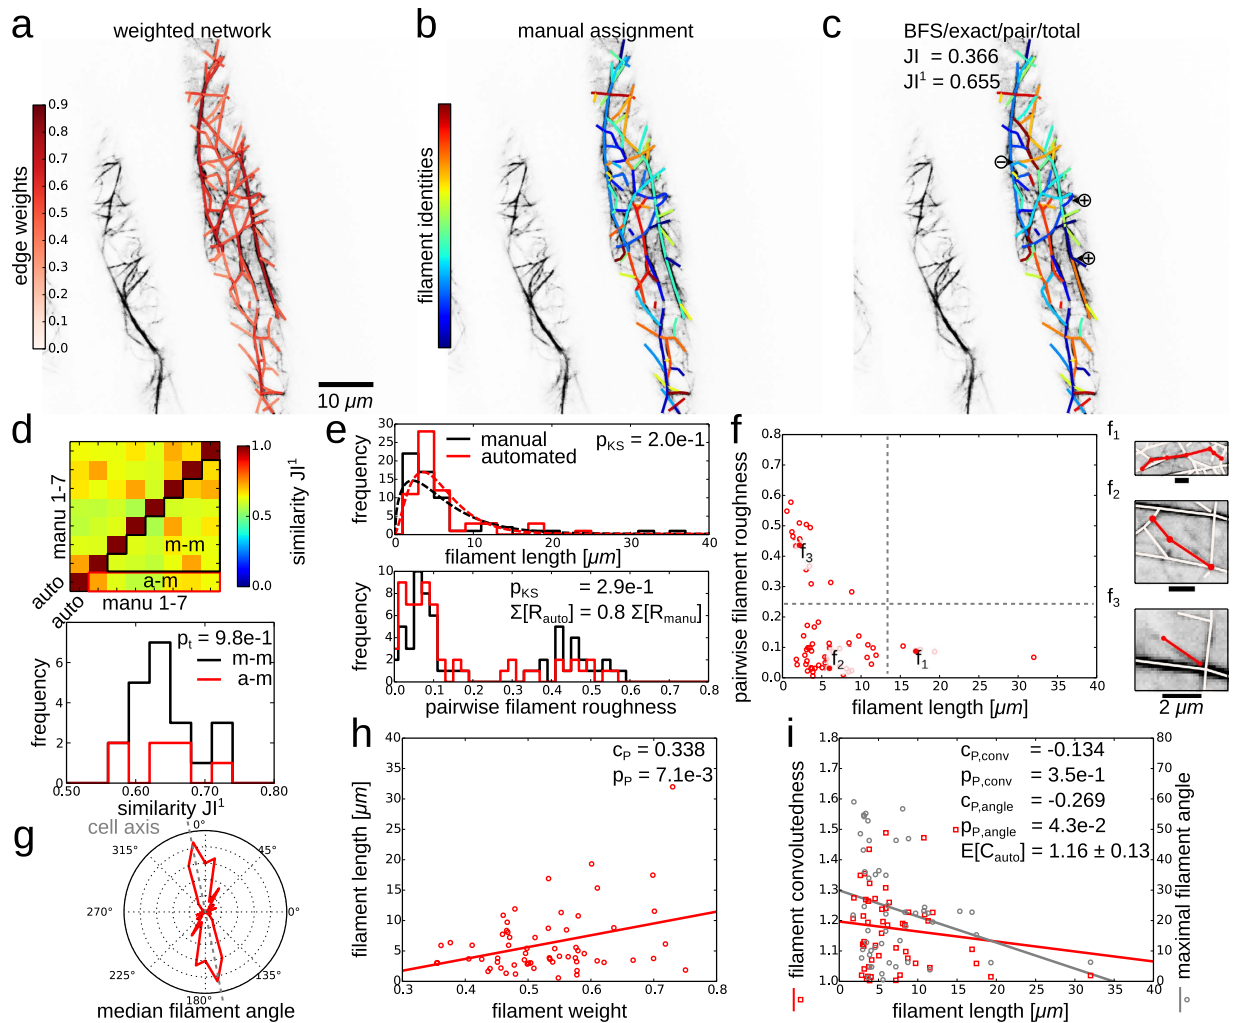 a weighted network
b manual assignment
c BFS/exact/pair/total
JI = 0.366
JI¹ = 0.655
edge weights
0.9
0.8
0.7
0.6
0.5
0.4
0.3
0.2
0.1
0.0
10 μm
filament identities
⊖
⊕
⊕
d
manu 1-7
m-m
a-m
auto
auto
manu 1-7
1.0
0.5
0.0
similarity JI¹
pₜ = 9.8e-1
m-m
a-m
frequency
6
4
2
0
0.50 0.60 0.70 0.80
similarity JI¹
e
manual
automated
p_KS = 2.0e-1
frequency
30
25
20
15
10
5
0
0 10 20 30 40
filament length [μm]
p_KS = 2.9e-1
Σ[R_auto] = 0.8 Σ[R_manu]
frequency
10
8
6
4
2
0
0.0 0.1 0.2 0.3 0.4 0.5 0.6 0.7 0.8
pairwise filament roughness
f
pairwise filament roughness
0.8
0.7
0.6
0.5
0.4
0.3
0.2
0.1
0.0
f₃
f₂
f₁
0 5 10 15 20 25 30 35 40
filament length [μm]
f₁
f₂
f₃
2 μm
g
cell axis
0°
45°
0°
135°
180°
225°
270°
315°
median filament angle
h
c_P = 0.338
p_P = 7.1e-3
filament length [μm]
40
35
30
25
20
15
10
5
0
0.3 0.4 0.5 0.6 0.7 0.8
filament weight
i
c_P,conv = -0.134
p_P,conv = 3.5e-1
c_P,angle = -0.269
p_P,angle = 4.3e-2
E[C_auto] = 1.16 ± 0.13
filament convolutedness
1.8
1.7
1.6
1.5
1.4
1.3
1.2
1.1
1.0
80
70
60
50
40
30
20
10
0
maximal filament angle
0 5 10 15 20 25 30 35 40
filament length [μm]